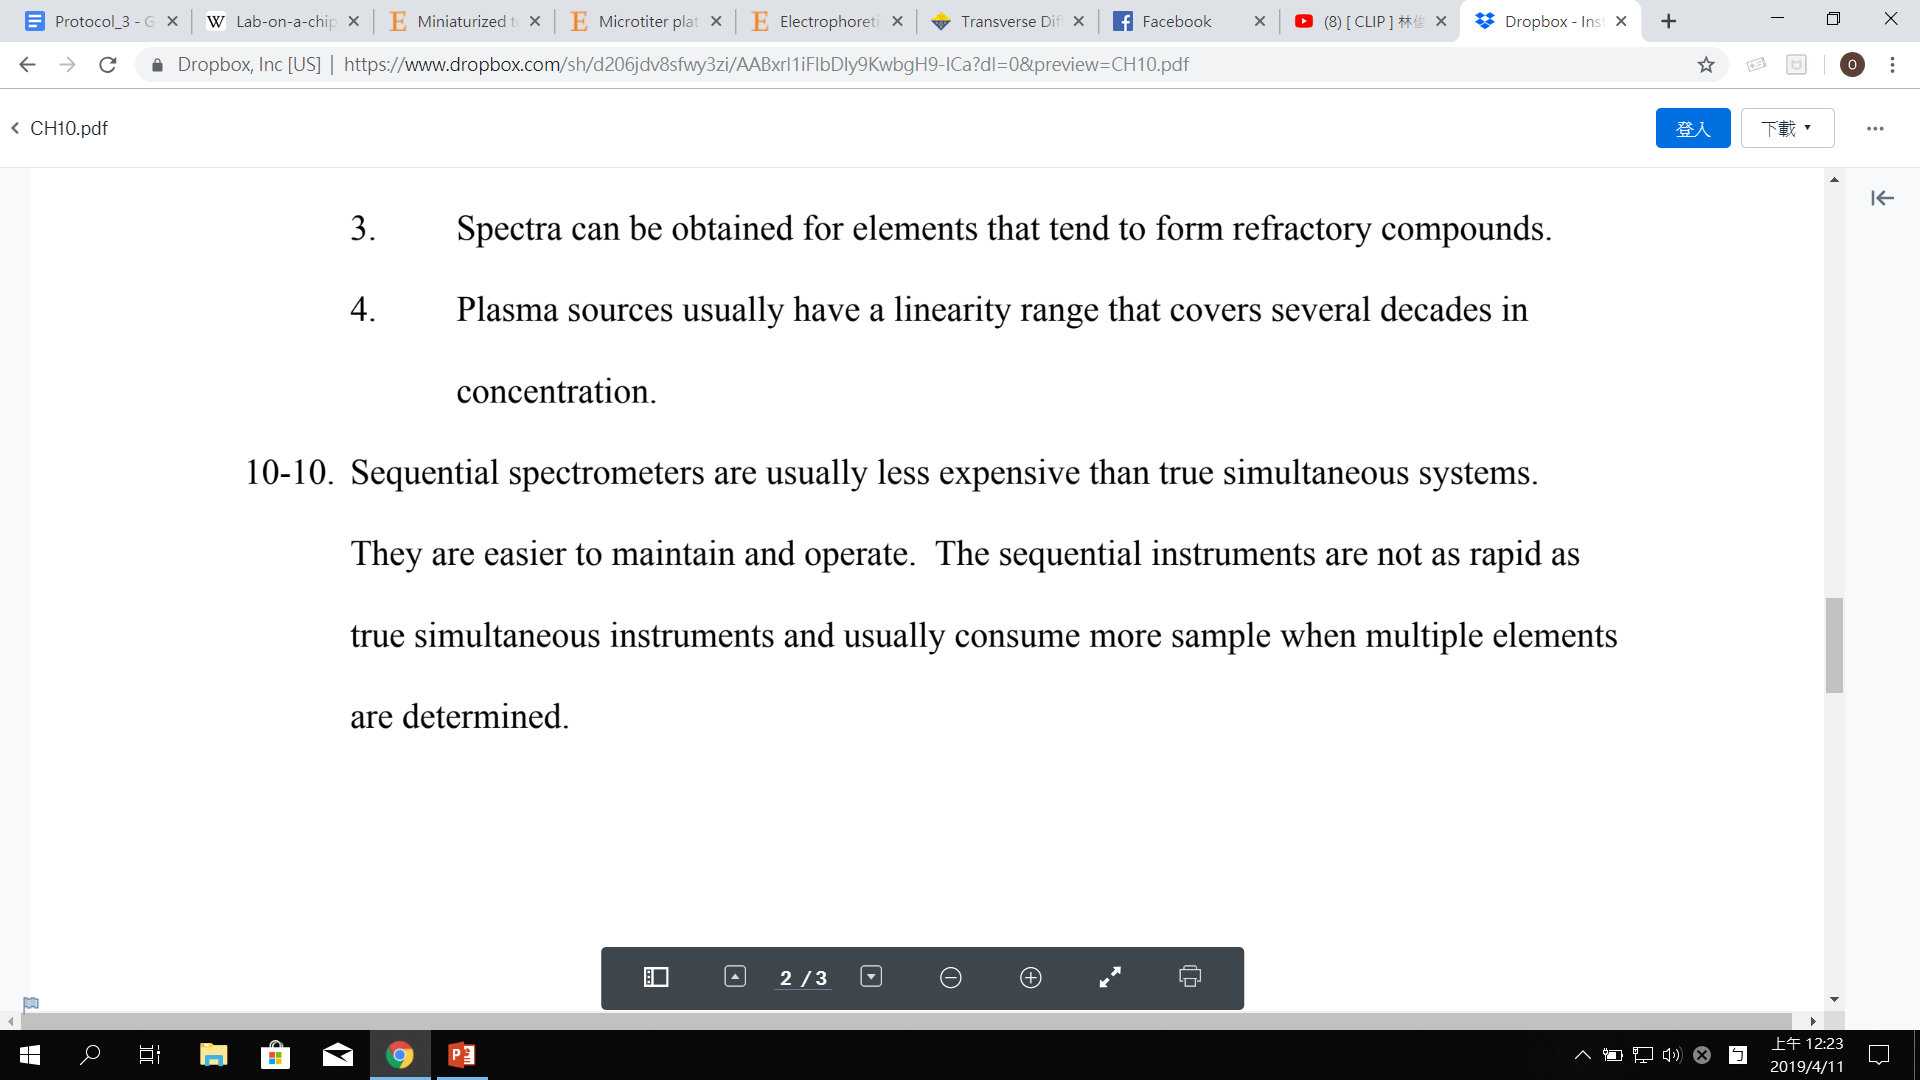 Protocol_3 - G
Lab-on-a-chip
Miniaturized t
Microtiter plat
Electrophoreti
Transverse Dif
Facebook
(8) [ CLIP ] 林俊
Dropbox - Inst
Dropbox, Inc [US] | https://www.dropbox.com/sh/d206jdv8sfwy3zi/AABxrl1iFlbDly9KwbgH9-ICa?dl=0&preview=CH10.pdf
O
CH10.pdf
登入
下載
3. Spectra can be obtained for elements that tend to form refractory compounds.
4. Plasma sources usually have a linearity range that covers several decades in
concentration.
10-10. Sequential spectrometers are usually less expensive than true simultaneous systems.
They are easier to maintain and operate. The sequential instruments are not as rapid as
true simultaneous instruments and usually consume more sample when multiple elements
are determined.
2 / 3
上午 12:23
2019/4/11